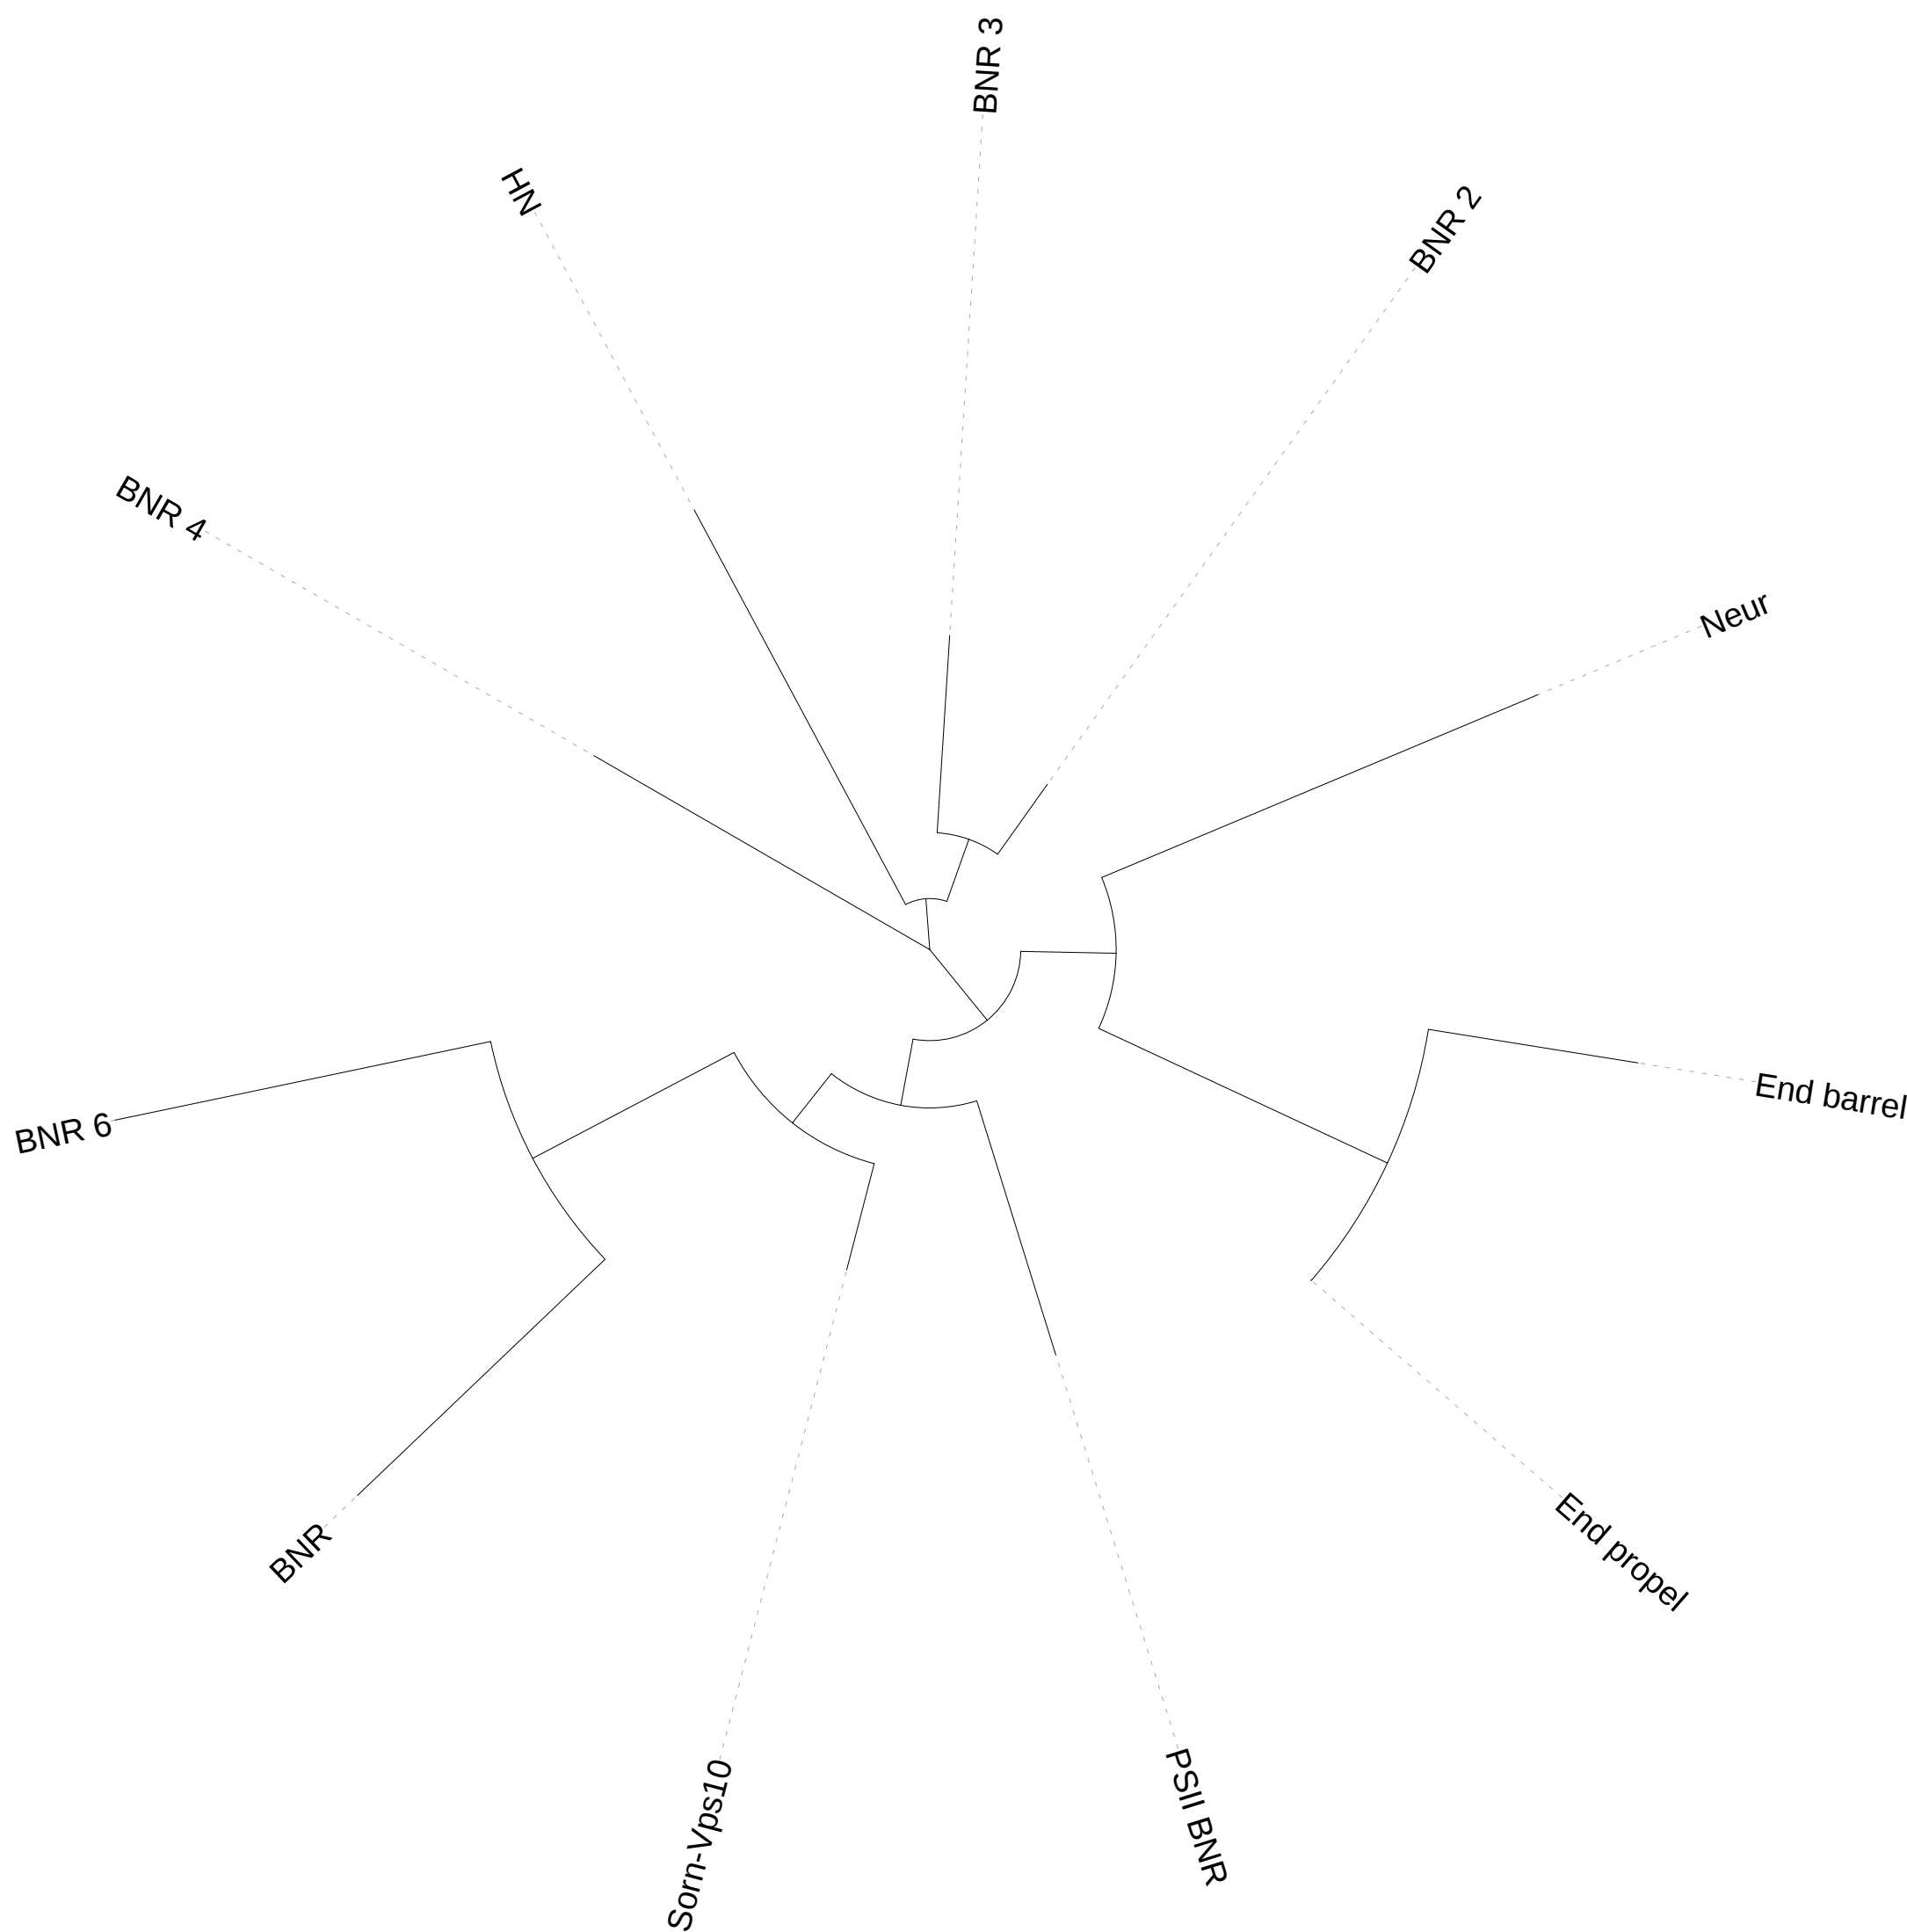 BNR 3
HN
BNR 2
BNR 4
Neur
End barrel
BNR 6
End propel
BNR
PSII BNR
Sorn-Vps10